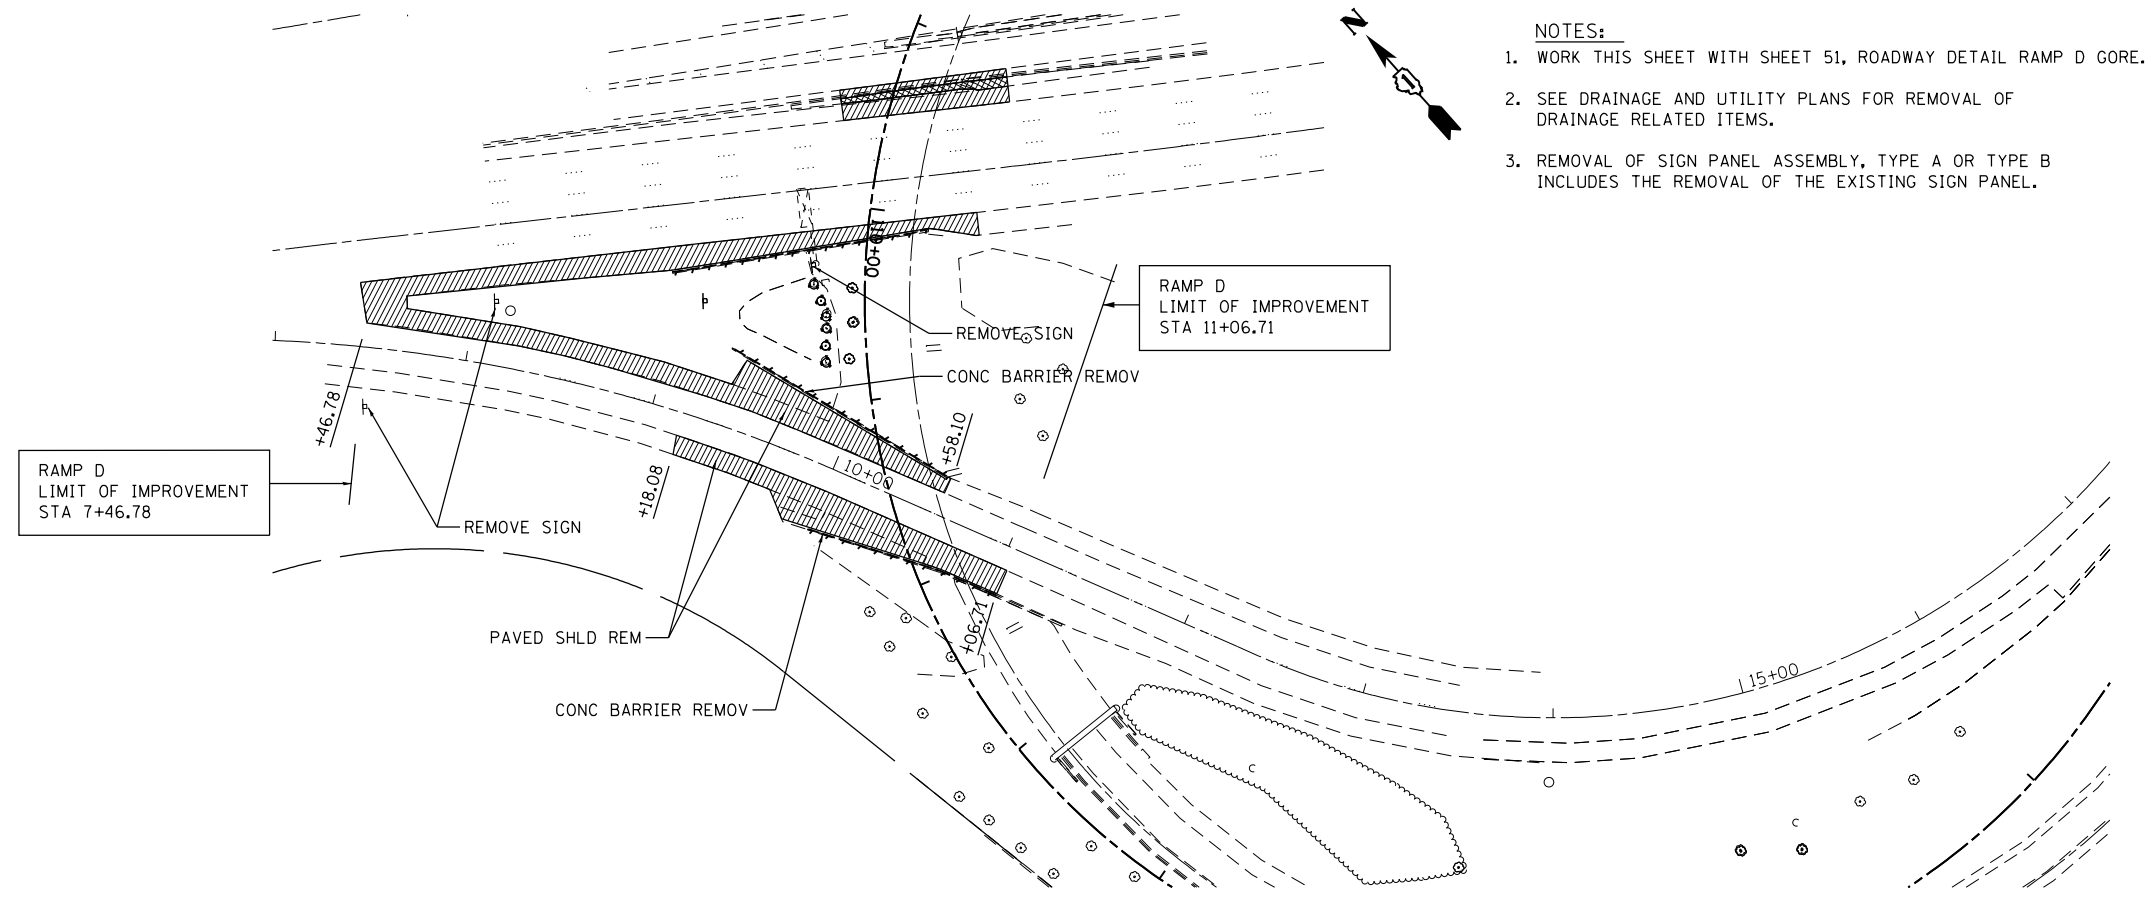 N
NOTES:
1. WORK THIS SHEET WITH SHEET 51, ROADWAY DETAIL RAMP D GORE.
2. SEE DRAINAGE AND UTILITY PLANS FOR REMOVAL OF
DRAINAGE RELATED ITEMS.
3. REMOVAL OF SIGN PANEL ASSEMBLY, TYPE A OR TYPE B
INCLUDES THE REMOVAL OF THE EXISTING SIGN PANEL.
110+00
RAMP D
LIMIT OF IMPROVEMENT
STA 11+06.71
REMOVE SIGN
CONC BARRIER REMOV
+46.78
+58.10
10+00
+18.08
RAMP D
LIMIT OF IMPROVEMENT
STA 7+46.78
REMOVE SIGN
+06.71
PAVED SHLD REM
15+00
CONC BARRIER REMOV
C
C